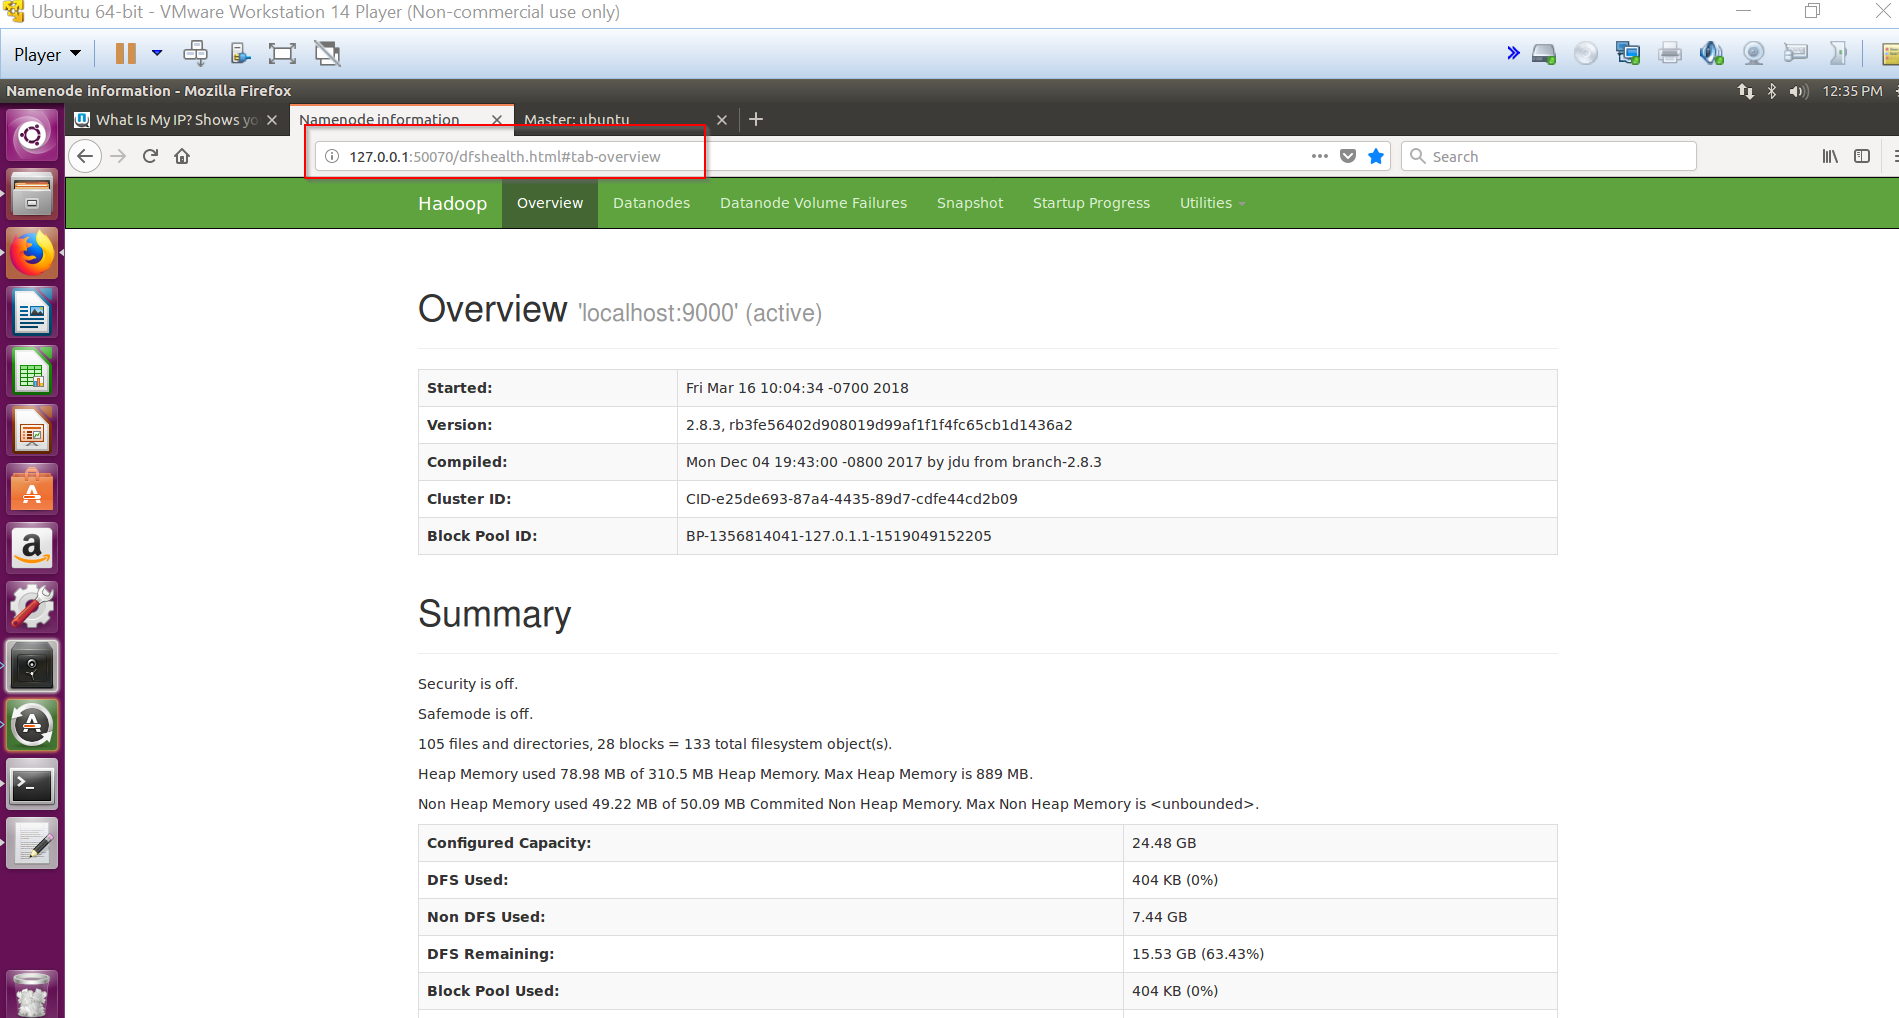 Ubuntu 64-bit - VMware Workstation 14 Player (Non-commercial use only)
Player
Namenode information - Mozilla Firefox
12:35 PM
What Is My IP? Shows yo
Namenode information
Master: ubuntu
127.0.0.1:50070/dfshealth.html#tab-overview
Search
Hadoop Overview Datanodes Datanode Volume Failures Snapshot Startup Progress Utilities
Overview 'localhost:9000' (active)
Started: Fri Mar 16 10:04:34 -0700 2018
Version: 2.8.3, rb3fe56402d908019d99af1f1f4fc65cb1d1436a2
Compiled: Mon Dec 04 19:43:00 -0800 2017 by jdu from branch-2.8.3
Cluster ID: CID-e25de693-87a4-4435-89d7-cdfe44cd2b09
Block Pool ID: BP-1356814041-127.0.1.1-1519049152205
Summary
Security is off.
Safemode is off.
105 files and directories, 28 blocks = 133 total filesystem object(s).
Heap Memory used 78.98 MB of 310.5 MB Heap Memory. Max Heap Memory is 889 MB.
Non Heap Memory used 49.22 MB of 50.09 MB Commited Non Heap Memory. Max Non Heap Memory is <unbounded>.
Configured Capacity: 24.48 GB
DFS Used: 404 KB (0%)
Non DFS Used: 7.44 GB
DFS Remaining: 15.53 GB (63.43%)
Block Pool Used: 404 KB (0%)